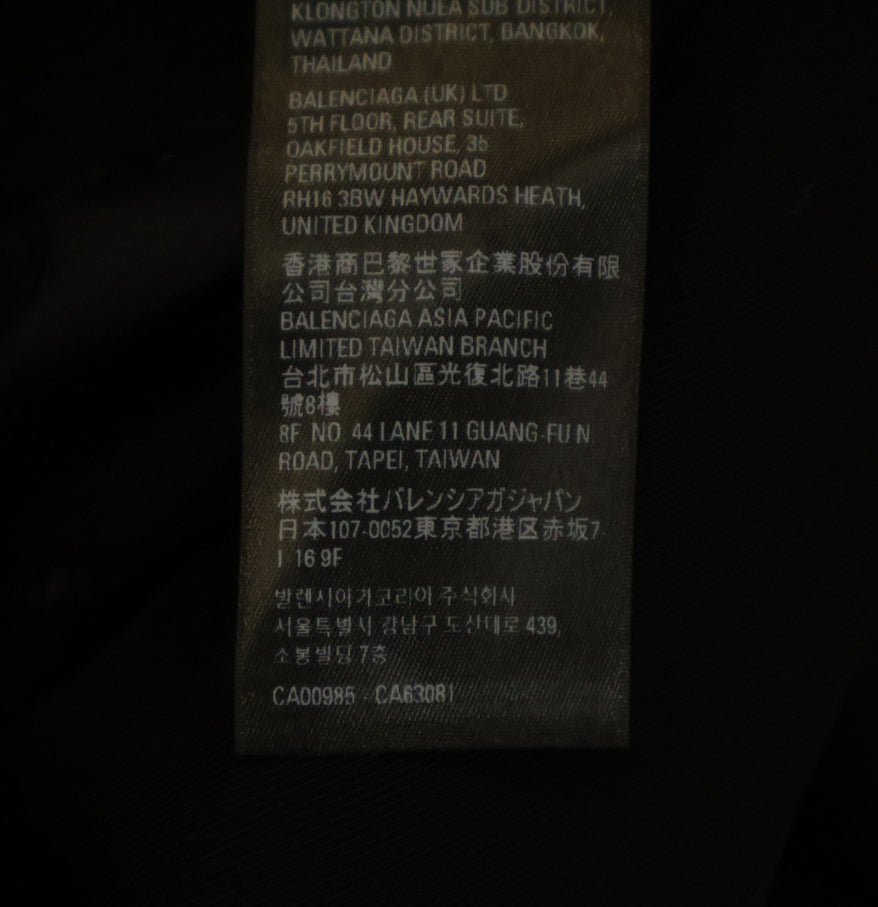 KLONGTON NUEA SUB DISTRICT,
WATTANA DISTRICT, BANGKOK,
THAILAND
BALENCIAGA (UK) LTD
5TH FLOOR, REAR SUITE,
OAKFIELD HOUSE, 35
PERRYMOUNT ROAD
RH16 3BW HAYWARDS HEATH,
UNITED KINGDOM
香港商巴黎世家企業股份有限
公司台灣分公司
BALENCIAGA ASIA PACIFIC
LIMITED TAIWAN BRANCH
台北市松山區光復北路11巷44
號8樓
8F NO. 44 LANE 11 GUANG-FU N.
ROAD, TAPEI, TAIWAN
株式会社バレンシアガジャパン
日本107-0052東京都港区赤坂7-
1 16 9F
발렌시아가코리아 주식회사
서울특별시 강남구 도산대로 439,
소봉빌딩 7층
CA00985 - CA63081